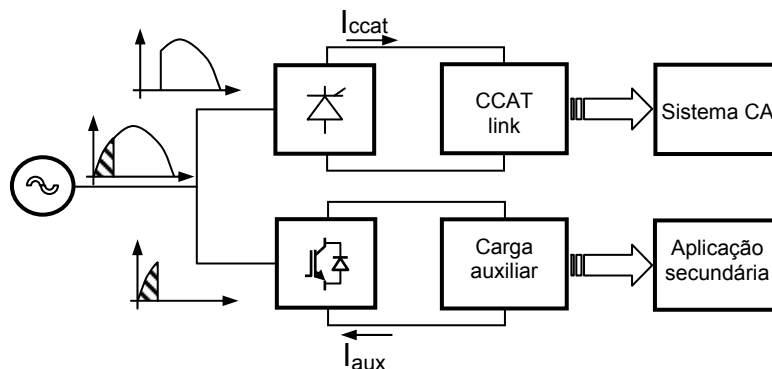 Iccat
CCAT
link
Sistema CA
Carga
auxiliar
Aplicação
secundária
Iaux